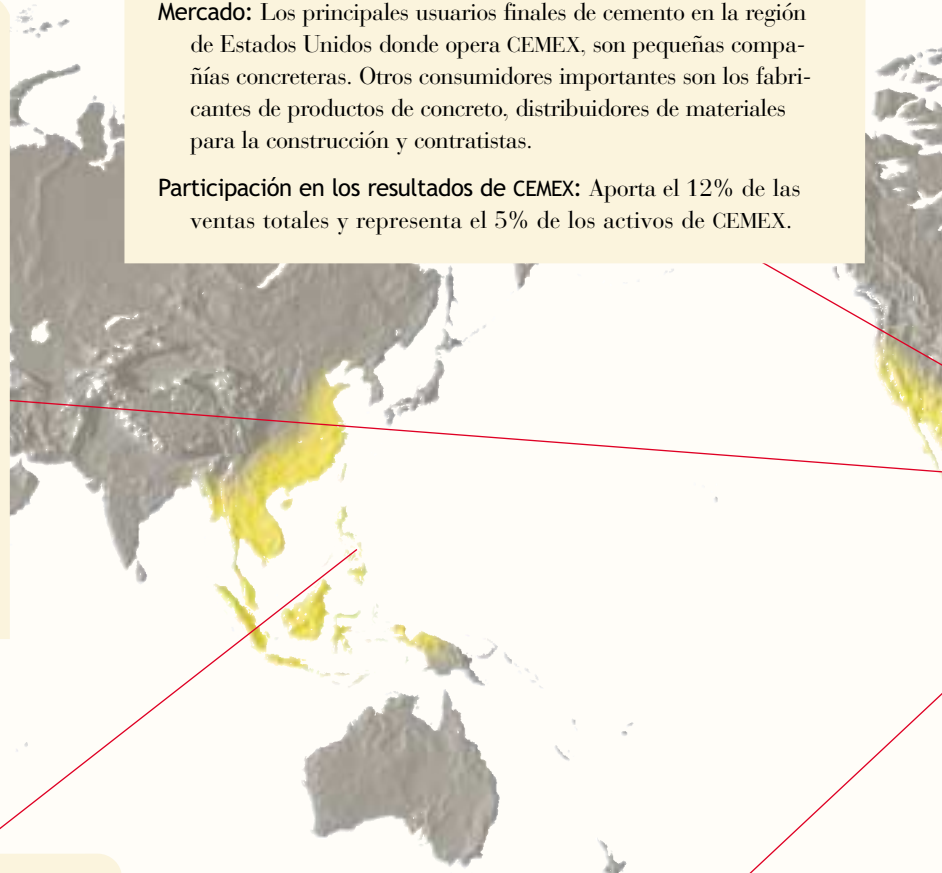 Mercado: Los principales usuarios finales de cemento en la región
de Estados Unidos donde opera CEMEX, son pequeñas compa-
ñías concreteras. Otros consumidores importantes son los fabri-
cantes de productos de concreto, distribuidores de materiales
para la construcción y contratistas.
Participación en los resultados de CEMEX: Aporta el 12% de las
ventas totales y representa el 5% de los activos de CEMEX.